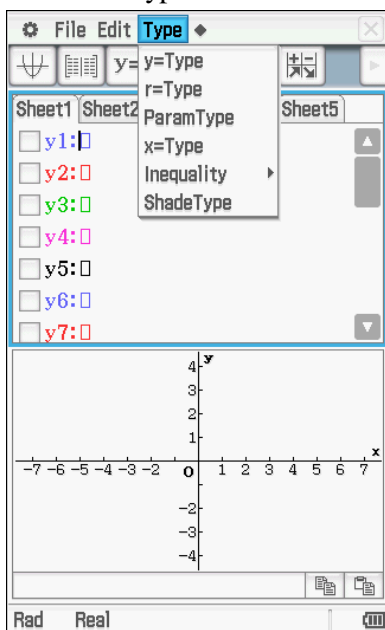 File Edit Type
y=
y=Type
r=Type
ParamType
x=Type
Inequality
ShadeType
Sheet1 Sheet2 Sheet5
y1:
y2:
y3:
y4:
y5:
y6:
y7:
y
4
3
2
1
x
-7 -6 -5 -4 -3 -2 0 1 2 3 4 5 6 7
-2
-3
-4
Rad Real